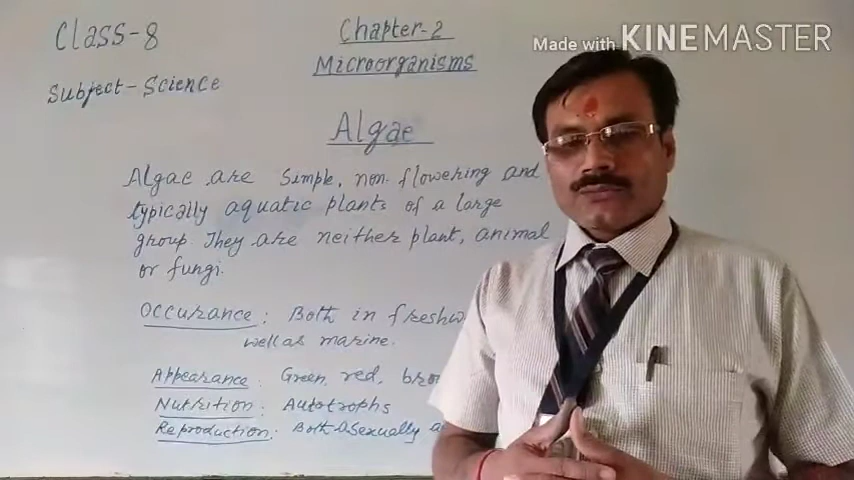 Class-8
Chapter-2
Made with KINEMASTER
Microorganisms
Subject-Science
Algae
Algae are Simple, non-flowering and
typically aquatic plants of a large
group. They are neither plant, animal
or fungi.
Occurance: Both in
well as marine.
Appearance: Green, red,
Nutrition: Autotrophs
Reproduction: Both asexually